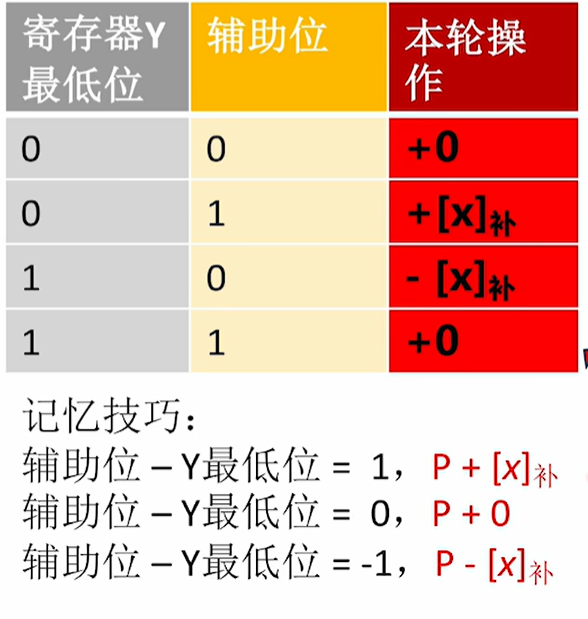 寄存器Y最低位 辅助位 本轮操作
0 0 +0
0 1 +[x]补
1 0 - [x]补
1 1 +0
记忆技巧：
辅助位 – Y最低位 = 1，P + [x]补
辅助位 – Y最低位 = 0，P + 0
辅助位 – Y最低位 = -1，P - [x]补